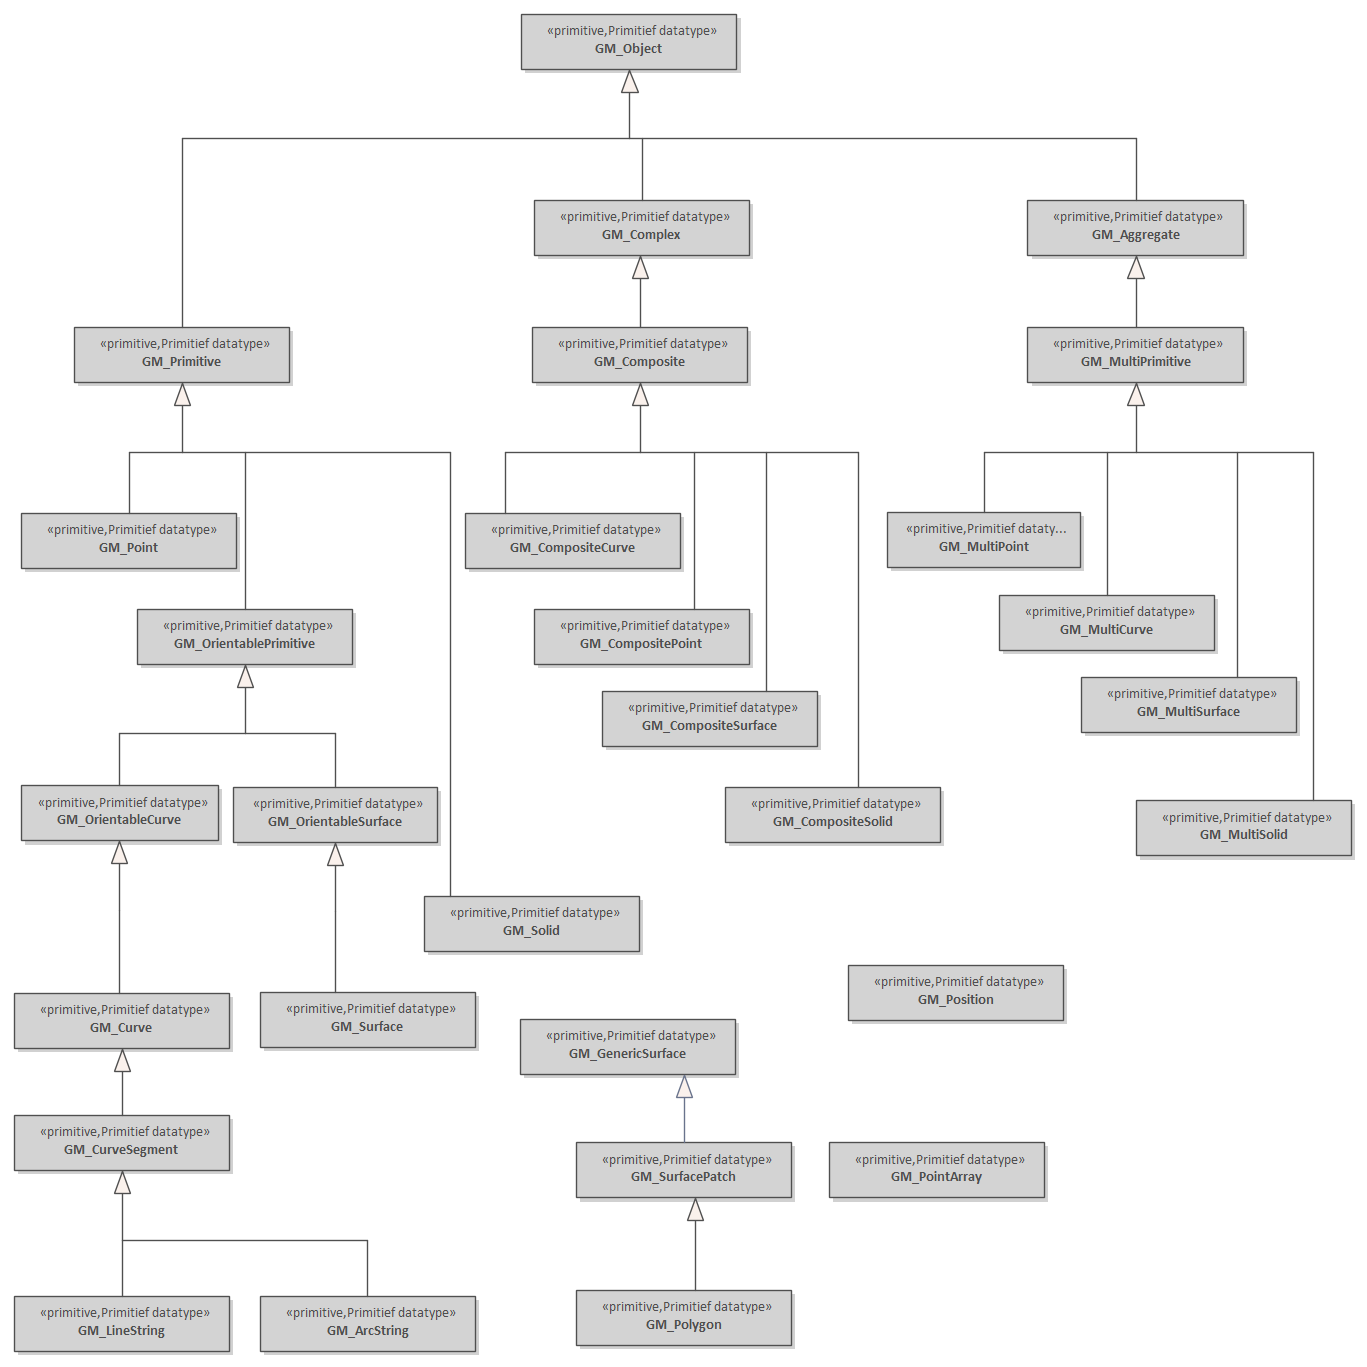 «primitive,Primitief datatype»
GM_Object
«primitive,Primitief datatype»
GM_Complex
«primitive,Primitief datatype»
GM_Aggregate
«primitive,Primitief datatype»
GM_Primitive
«primitive,Primitief datatype»
GM_Composite
«primitive,Primitief datatype»
GM_MultiPrimitive
«primitive,Primitief datatype»
GM_Point
«primitive,Primitief datatype»
GM_CompositeCurve
«primitive,Primitief dataty...
GM_MultiPoint
«primitive,Primitief datatype»
GM_OrientablePrimitive
«primitive,Primitief datatype»
GM_CompositePoint
«primitive,Primitief datatype»
GM_MultiCurve
«primitive,Primitief datatype»
GM_CompositeSurface
«primitive,Primitief datatype»
GM_MultiSurface
«primitive,Primitief datatype»
GM_OrientableCurve
«primitive,Primitief datatype»
GM_OrientableSurface
«primitive,Primitief datatype»
GM_CompositeSolid
«primitive,Primitief datatype»
GM_MultiSolid
«primitive,Primitief datatype»
GM_Solid
«primitive,Primitief datatype»
GM_Position
«primitive,Primitief datatype»
GM_Curve
«primitive,Primitief datatype»
GM_Surface
«primitive,Primitief datatype»
GM_GenericSurface
«primitive,Primitief datatype»
GM_CurveSegment
«primitive,Primitief datatype»
GM_SurfacePatch
«primitive,Primitief datatype»
GM_PointArray
«primitive,Primitief datatype»
GM_LineString
«primitive,Primitief datatype»
GM_ArcString
«primitive,Primitief datatype»
GM_Polygon